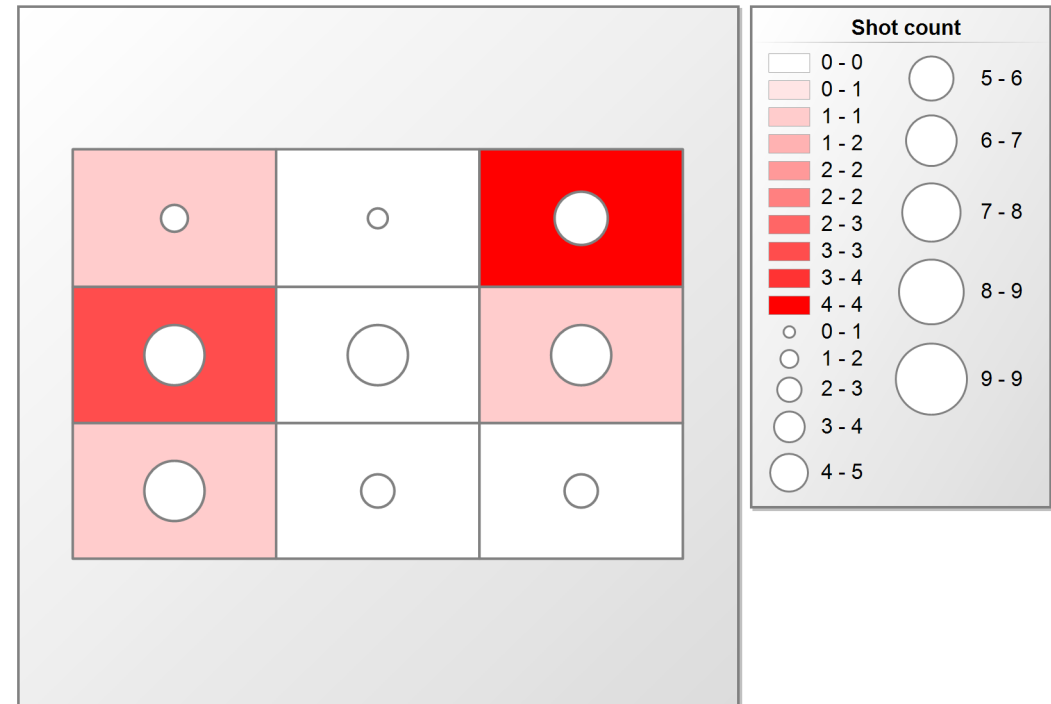 Shot count
0 - 0
0 - 1
1 - 1
1 - 2
2 - 2
2 - 2
2 - 3
3 - 3
3 - 4
4 - 4
0 - 1
1 - 2
2 - 3
3 - 4
4 - 5
5 - 6
6 - 7
7 - 8
8 - 9
9 - 9